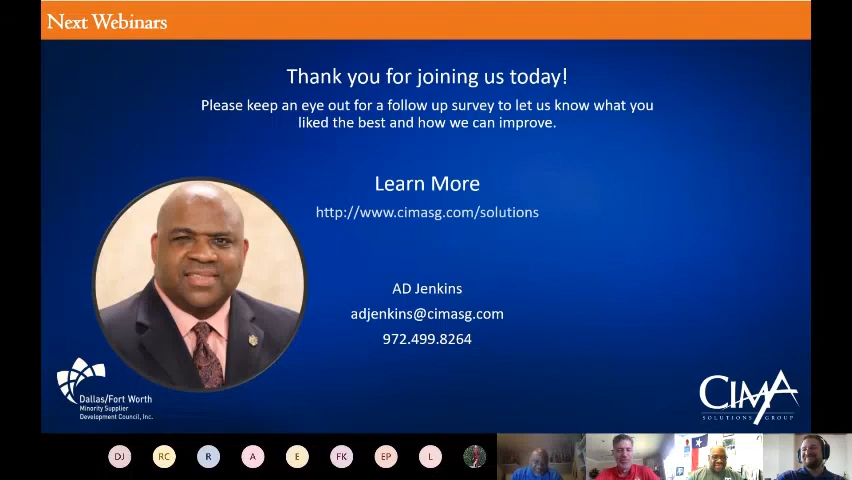 Next Webinars
Thank you for joining us today!
Please keep an eye out for a follow up survey to let us know what you
liked the best and how we can improve.
Learn More
http://www.cimasg.com/solutions
AD Jenkins
adjenkins@cimasg.com
972.499.8264
Dallas/Fort Worth
Minority Supplier
Development Council, Inc.
CIMA
SOLUTIONS GROUP
DJ
RC
R
A
E
FK
EP
L